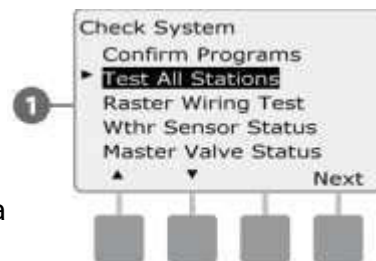 Check System
Confirm Programs
Test All Stations
1
Raster Wiring Test
Wthr Sensor Status
Master Valve Status
Next
a